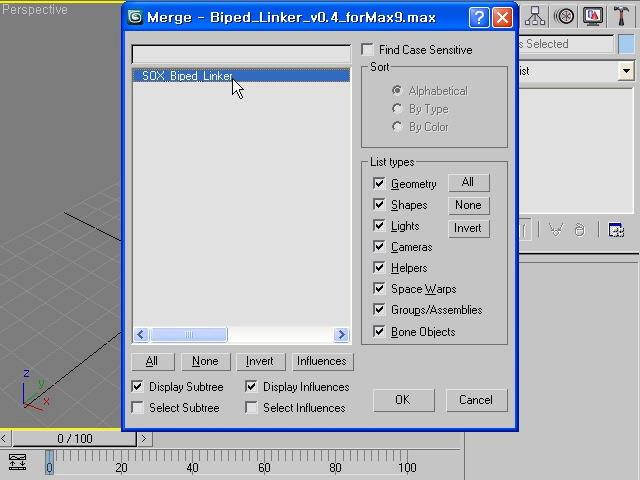 Perspective
Merge - Biped_Linker_v0.4_forMax9.max
Find Case Sensitive
s Selected
SOX_Biped_Linker
Sort
Alphabetical
By Type
By Color
ist
List types
Geometry
All
Shapes
None
Lights
Invert
Cameras
Helpers
Space Warps
Groups/Assemblies
Bone Objects
All
None
Invert
Influences
Display Subtree
Display Influences
Select Subtree
Select Influences
OK
Cancel
z
y
x
0 / 100
0 20 40 60 80 100